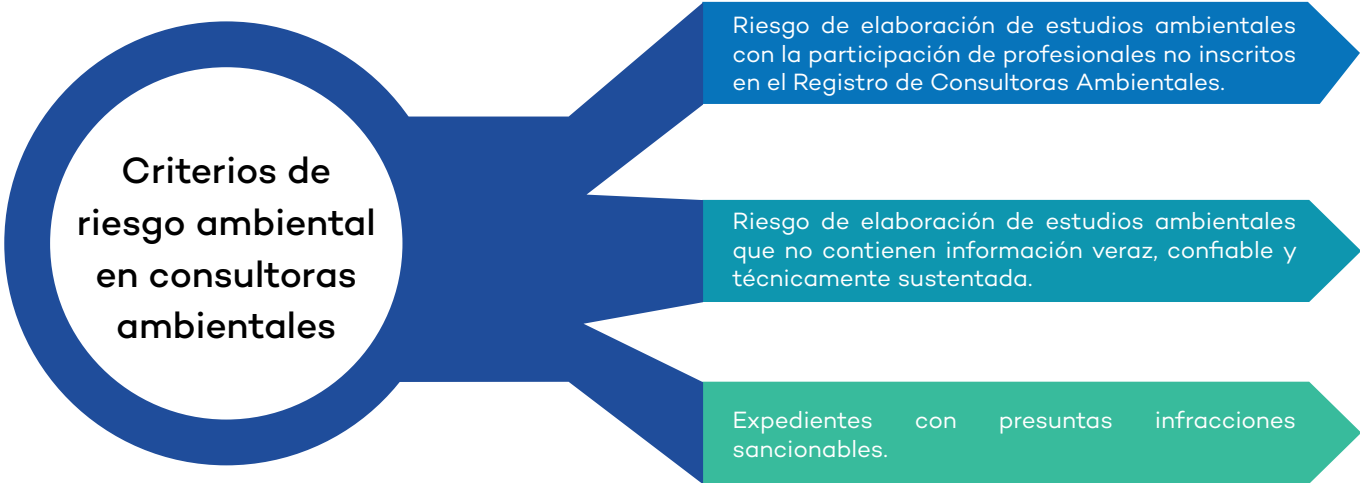 Criterios de
riesgo ambiental
en consultoras
ambientales
Riesgo de elaboración de estudios ambientales
con la participación de profesionales no inscritos
en el Registro de Consultoras Ambientales.
Riesgo de elaboración de estudios ambientales
que no contienen información veraz, confiable y
técnicamente sustentada.
Expedientes con presuntas infracciones
sancionables.